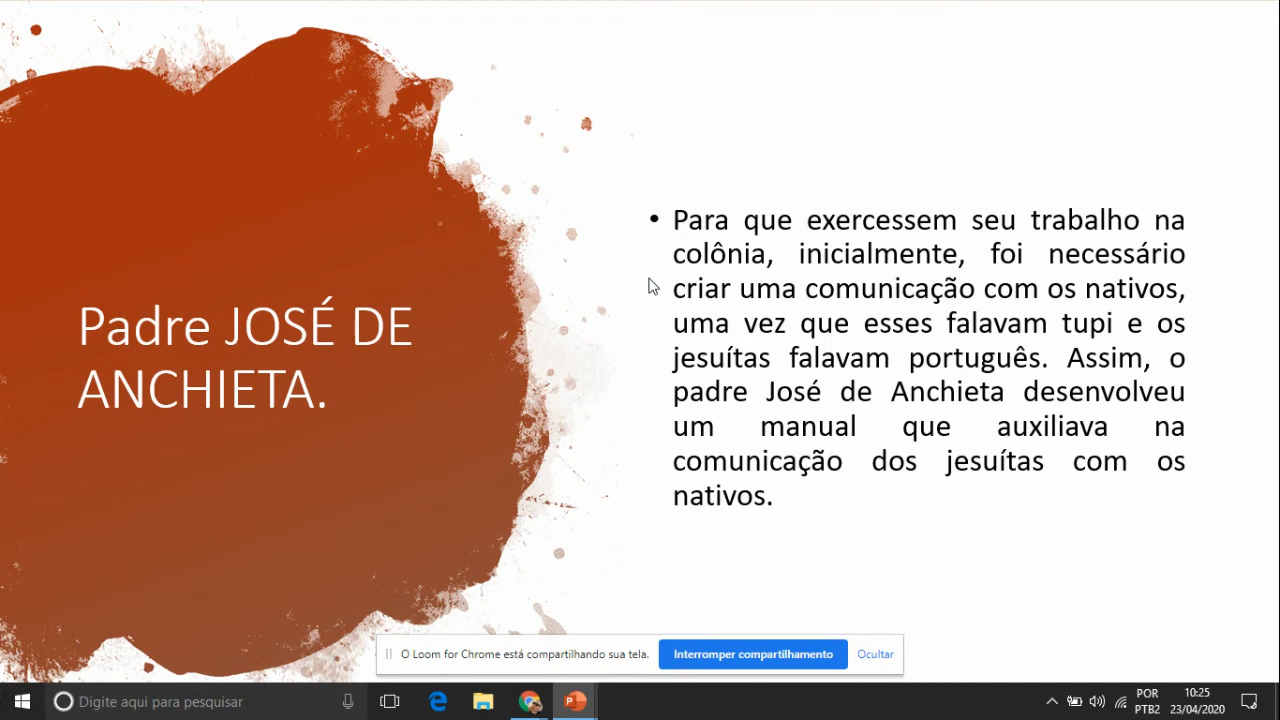 Padre JOSÉ DE
ANCHIETA.
• Para que exercessem seu trabalho na
colônia, inicialmente, foi necessário
criar uma comunicação com os nativos,
uma vez que esses falavam tupi e os
jesuítas falavam português. Assim, o
padre José de Anchieta desenvolveu
um manual que auxiliava na
comunicação dos jesuítas com os
nativos.
O Loom for Chrome está compartilhando sua tela. Interromper compartilhamento Ocultar
Digite aqui para pesquisar
POR 10:25
PTB2 23/04/2020